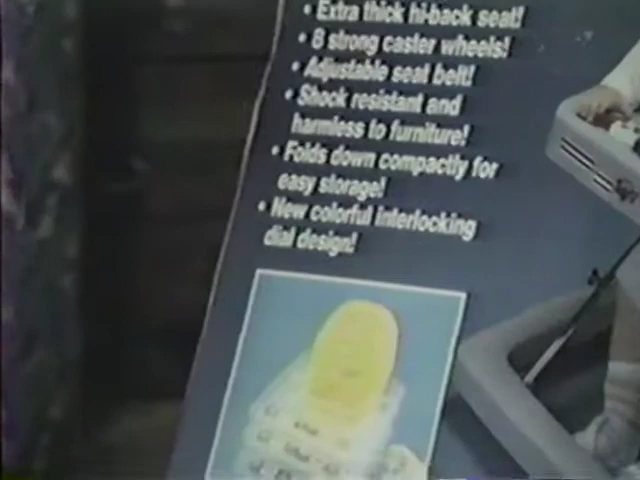 • Extra thick hi-back seat!
• 8 strong caster wheels!
• Adjustable seat belt!
• Shock resistant and
harmless to furniture!
• Folds down compactly for
easy storage!
• New colorful interlocking
dial design!